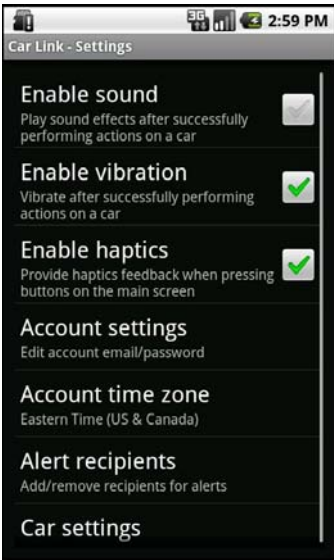 3G 2:59 PM
Car Link - Settings
Enable sound
Play sound effects after successfully
performing actions on a car
Enable vibration
Vibrate after successfully performing
actions on a car
Enable haptics
Provide haptics feedback when pressing
buttons on the main screen
Account settings
Edit account email/password
Account time zone
Eastern Time (US & Canada)
Alert recipients
Add/remove recipients for alerts
Car settings